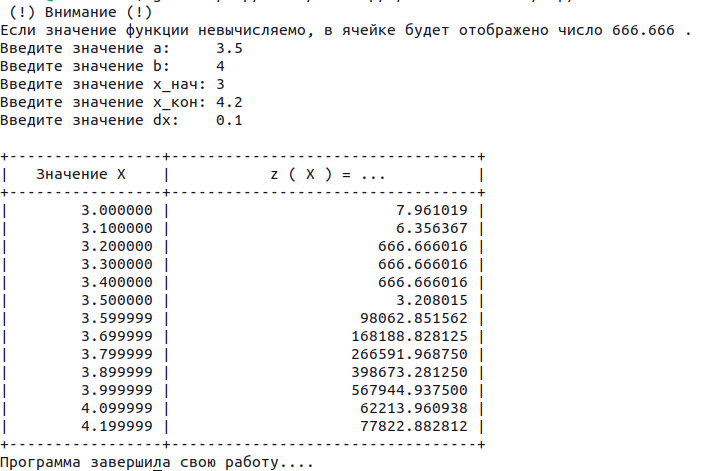 (!) Внимание (!)
Если значение функции невычисляемо, в ячейке будет отображено число 666.666 .
Введите значение a:     3.5
Введите значение b:     4
Введите значение x_нач: 3
Введите значение x_кон: 4.2
Введите значение dx:    0.1
+-----------------+----------------------------------+
|   Значение X    |           z ( X ) = ...          |
+-----------------+----------------------------------+
|        3.000000 |                         7.961019 |
|        3.100000 |                         6.356367 |
|        3.200000 |                       666.666016 |
|        3.300000 |                       666.666016 |
|        3.400000 |                       666.666016 |
|        3.500000 |                         3.208015 |
|        3.599999 |                     98062.851562 |
|        3.699999 |                    168188.828125 |
|        3.799999 |                    266591.968750 |
|        3.899999 |                    398673.281250 |
|        3.999999 |                    567944.937500 |
|        4.099999 |                     62213.960938 |
|        4.199999 |                     77822.882812 |
+-----------------+----------------------------------+
Программа завершила свою работу....